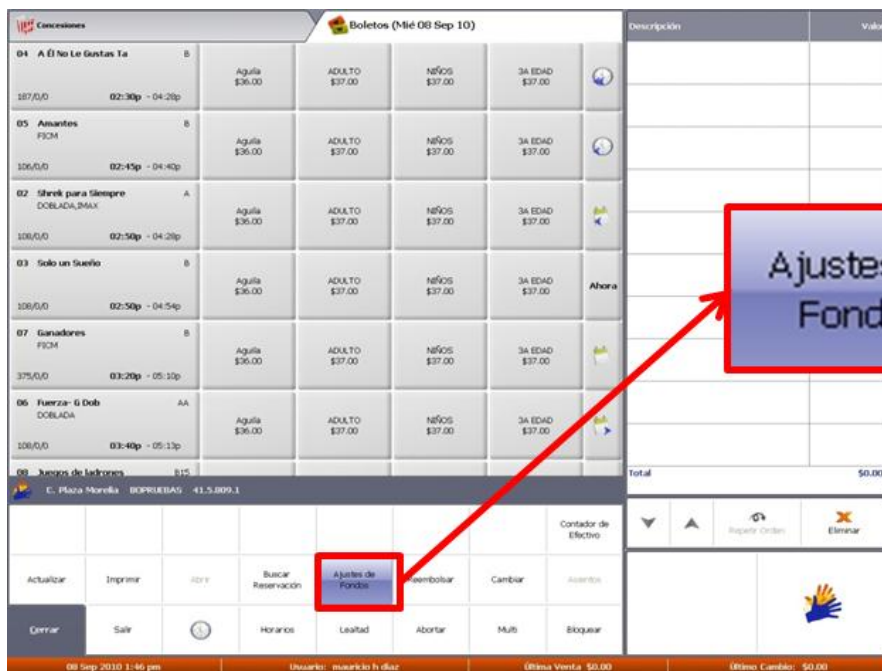 Concesiones
Boletos (Mié 08 Sep 10)
Descripción
Valo
04 A Él No Le Gustas Ta B
187/0/0 02:30p - 04:28p
Aguila $36.00
ADULTO $37.00
NIÑOS $37.00
3A EDAD $37.00
05 Amantes B
FICM
106/0/0 02:45p - 04:40p
Aguila $36.00
ADULTO $37.00
NIÑOS $37.00
3A EDAD $37.00
02 Shrek para Siempre A
DOBLADA,IMAX
108/0/0 02:50p - 04:28p
Aguila $36.00
ADULTO $37.00
NIÑOS $37.00
3A EDAD $37.00
03 Solo un Sueño B
108/0/0 02:50p - 04:54p
Aguila $36.00
ADULTO $37.00
NIÑOS $37.00
3A EDAD $37.00
Ahora
07 Ganadores B
FICM
375/0/0 03:20p - 05:10p
Aguila $36.00
ADULTO $37.00
NIÑOS $37.00
3A EDAD $37.00
06 Fuerza- G Dob AA
DOBLADA
108/0/0 03:40p - 05:13p
Aguila $36.00
ADULTO $37.00
NIÑOS $37.00
3A EDAD $37.00
08 Juegos de ladrones B15
Ajustes
Fond
Total $0.00
C. Plaza Morelia BOPRUEBAS 41.5.809.1
Contador de
Efectivo
Repetir Orden
Eliminar
Actualizar
Imprimir
Abrir
Buscar
Reservación
Ajustes de
Fondos
Reembolsar
Cambiar
Asientos
Cerrar
Salir
Horarios
Lealtad
Abortar
Multi
Bloquear
08 Sep 2010 1:46 pm
Usuario: mauricio h diaz
Última Venta $0.00
Último Cambio: $0.00